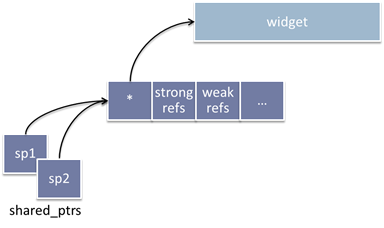 widget
* strong refs weak refs ...
sp1
sp2
shared_ptrs